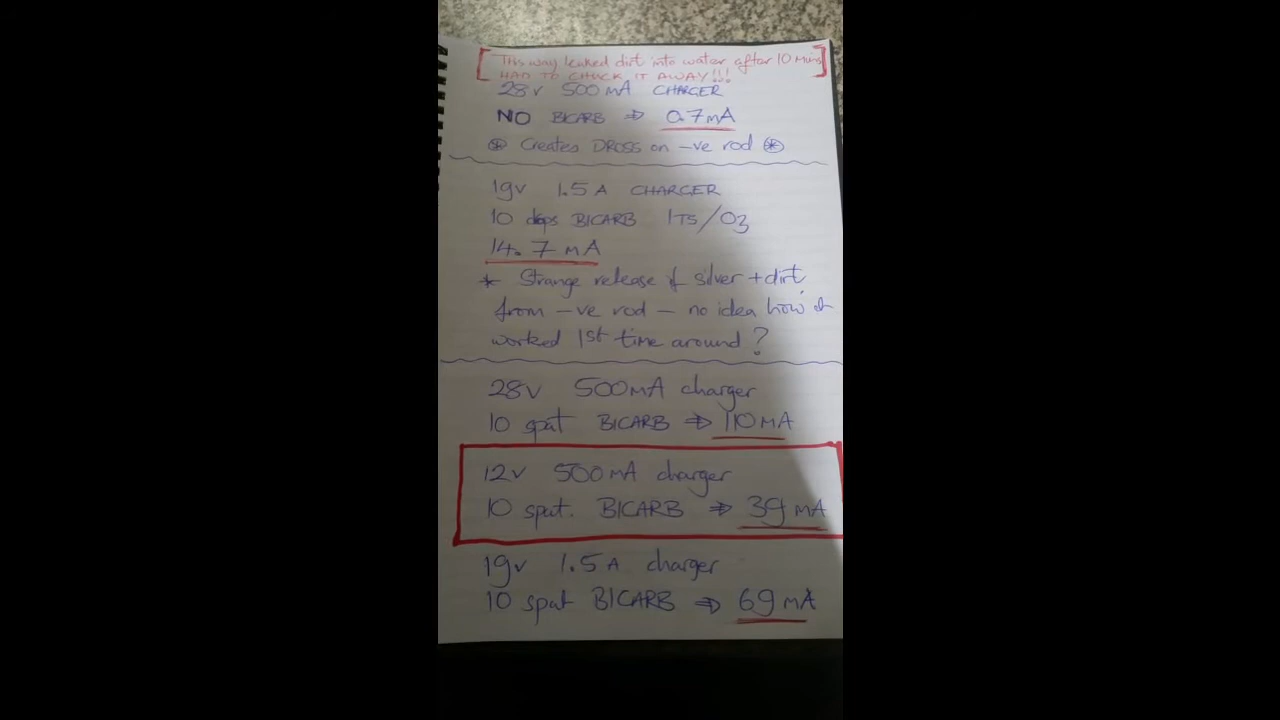 [This way leaked dirt into water after 10 mins
HAD TO CHUCK IT AWAY!!!]
28v 500mA CHARGER
NO BICARB ⇒ 0.7mA
⊛ Creates DROSS on -ve rod ⊛
19v 1.5A CHARGER
10 BICARB 1TS/O3
14.7 mA
* Strange release of silver + dirt
from -ve rod - no idea how it
worked 1st time around?
28v 500mA charger
10 spat BICARB ⇒ 110mA
12v 500mA charger
10 spat. BICARB ⇒ 39mA
19v 1.5A charger
10 spat BICARB ⇒ 69mA